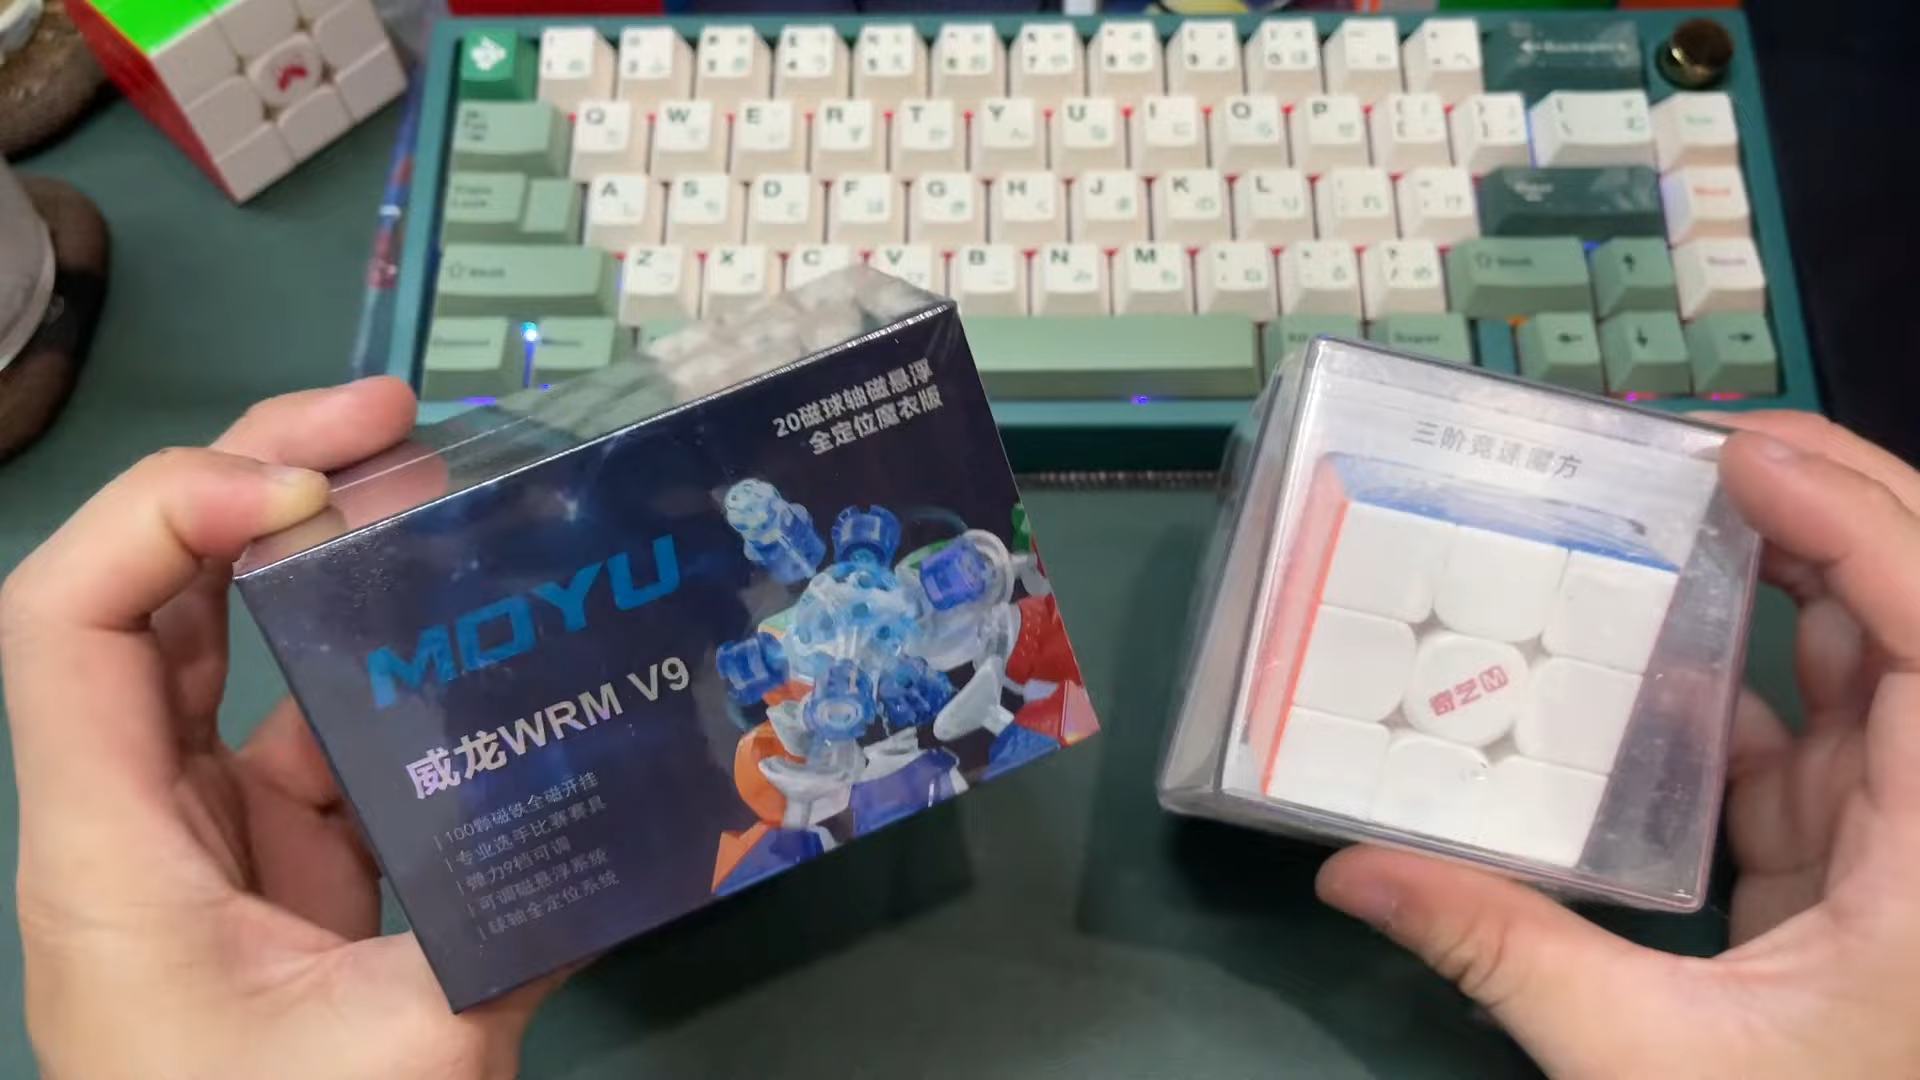 20磁球轴磁悬浮
全定位魔衣版
MOYU
威龙WRM V9
100颗磁铁全磁开挂
专业选手比赛赛具
弹力9档可调
可调磁悬浮系统
球轴全定位系统
三阶竞速魔方
奇艺M
Q W E R T Y U I O P
A S D F G H J K L
Z X C V B N M